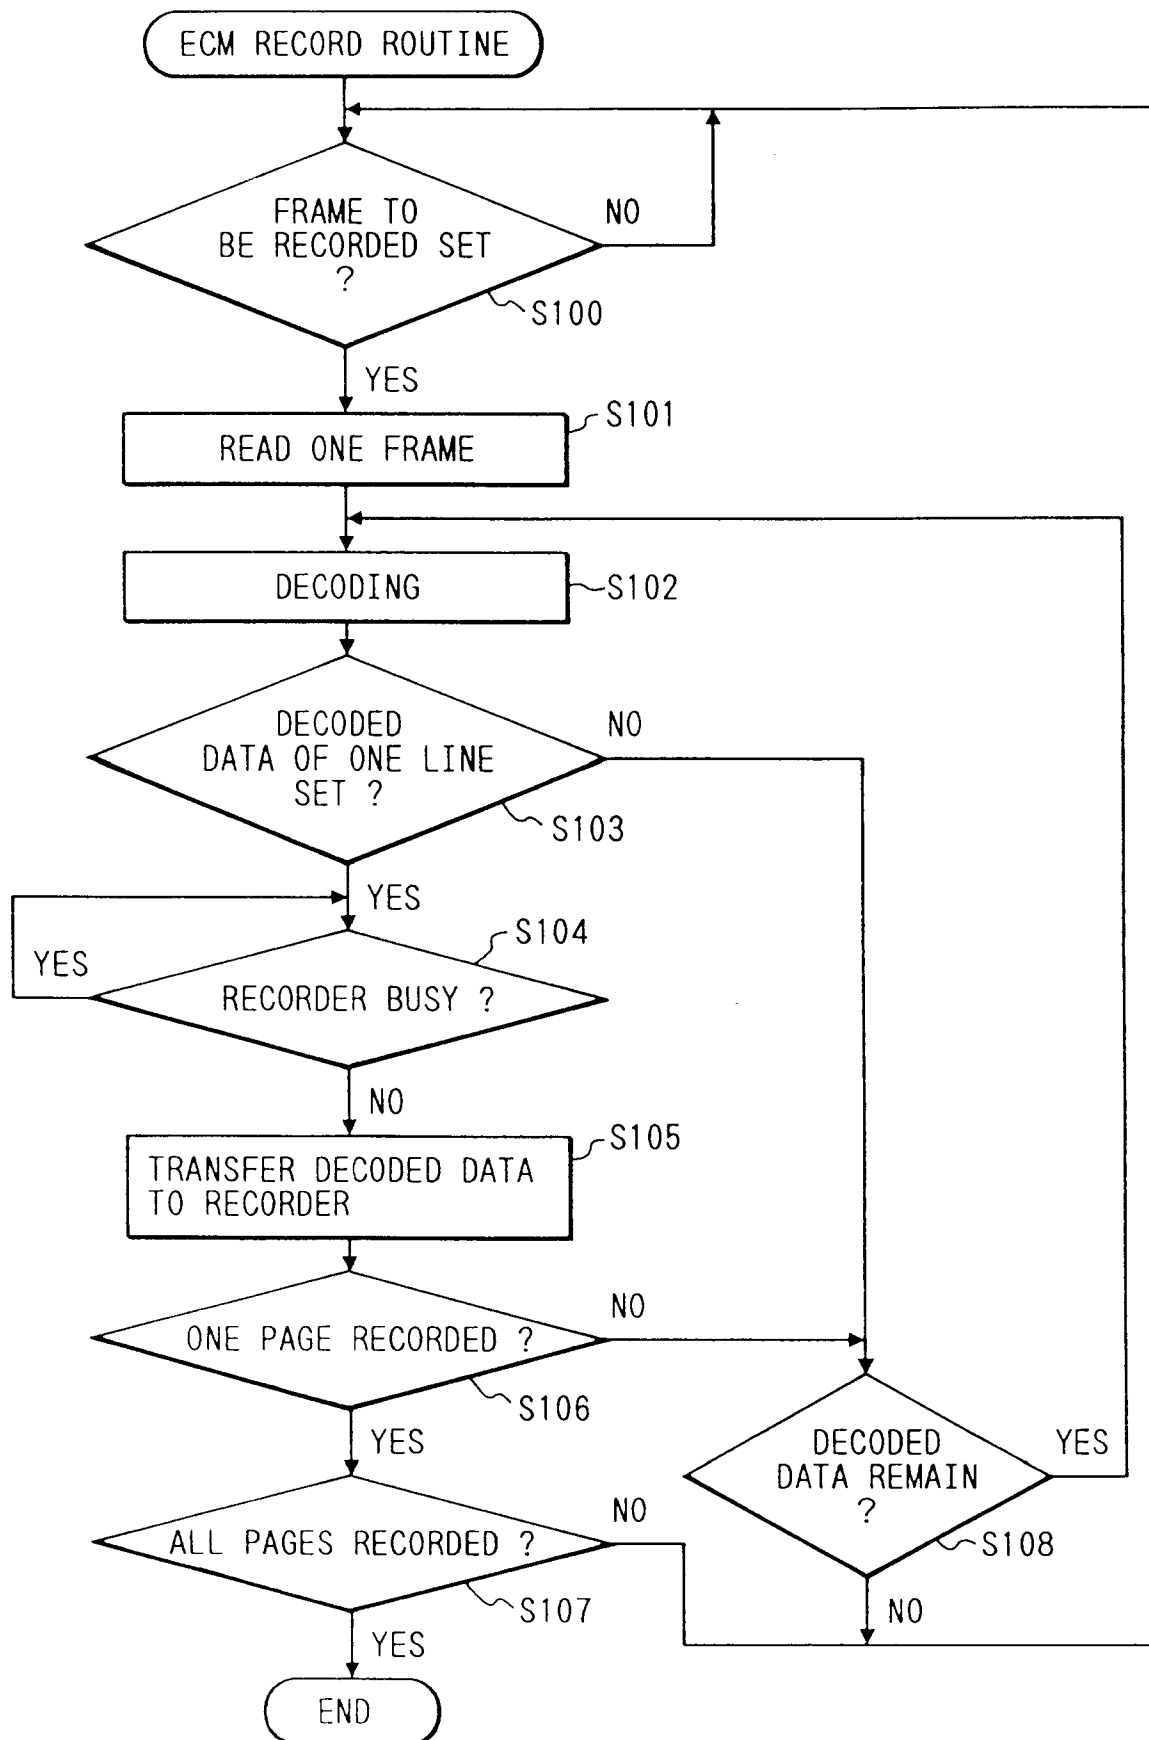 ECM RECORD ROUTINE
FRAME TO
BE RECORDED SET
?
NO
S100
YES
S101
READ ONE FRAME
DECODING
S102
DECODED
DATA OF ONE LINE
SET ?
NO
S103
YES
S104
YES
RECORDER BUSY ?
NO
S105
TRANSFER DECODED DATA
TO RECORDER
ONE PAGE RECORDED ?
NO
S106
YES
DECODED
DATA REMAIN
?
YES
S108
NO
ALL PAGES RECORDED ?
NO
S107
YES
END